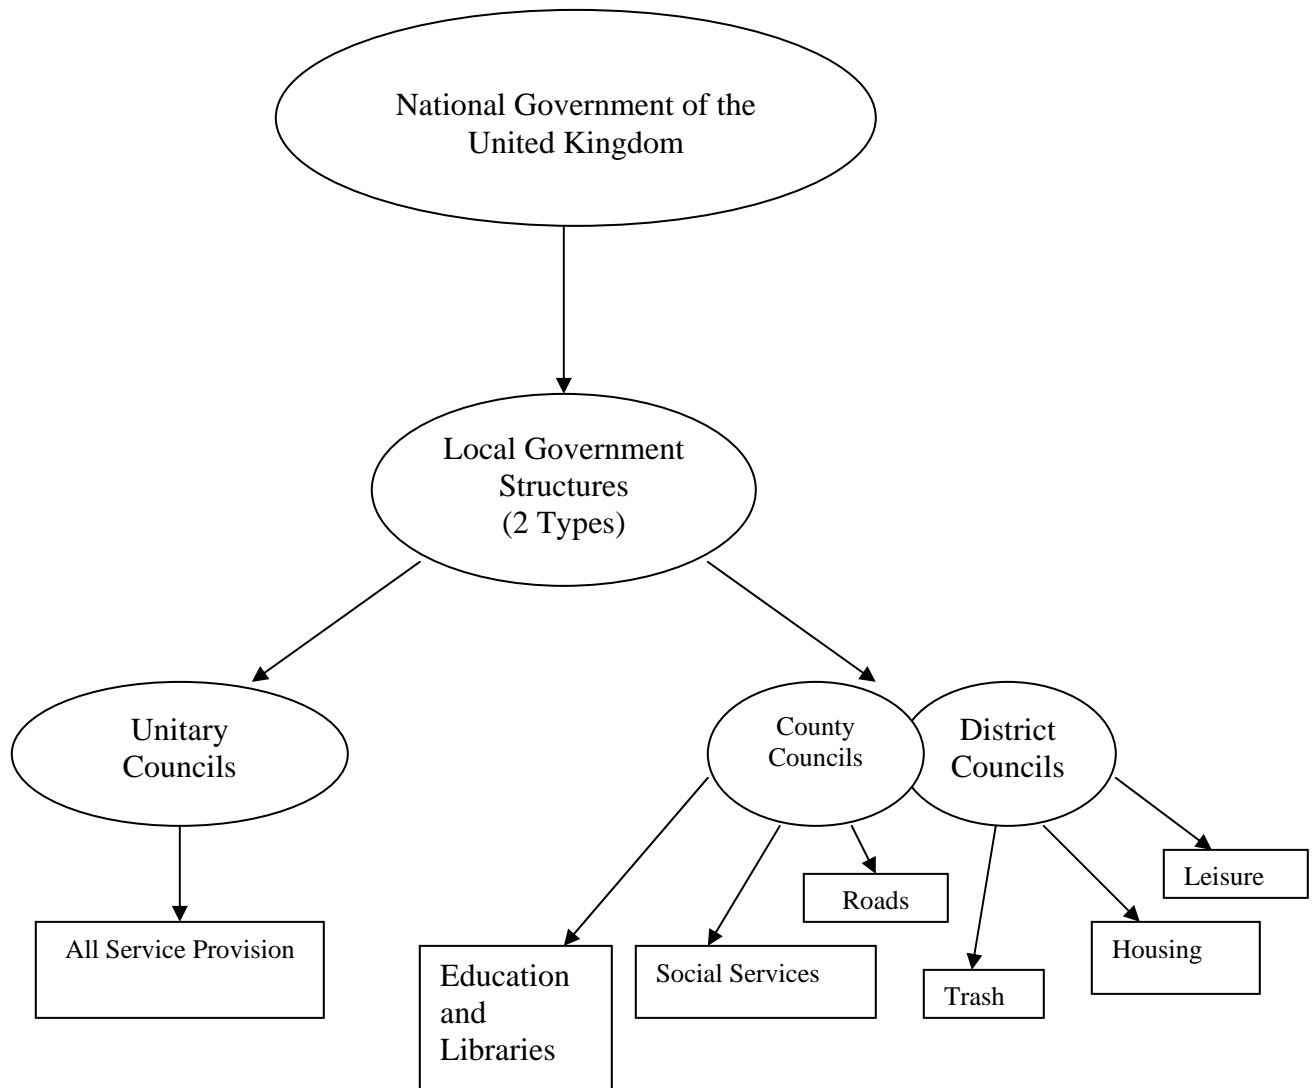 National Government of the
United Kingdom
Local Government
Structures
(2 Types)
Unitary
Councils
County
Councils
District
Councils
All Service Provision
Education
and
Libraries
Social Services
Roads
Trash
Housing
Leisure